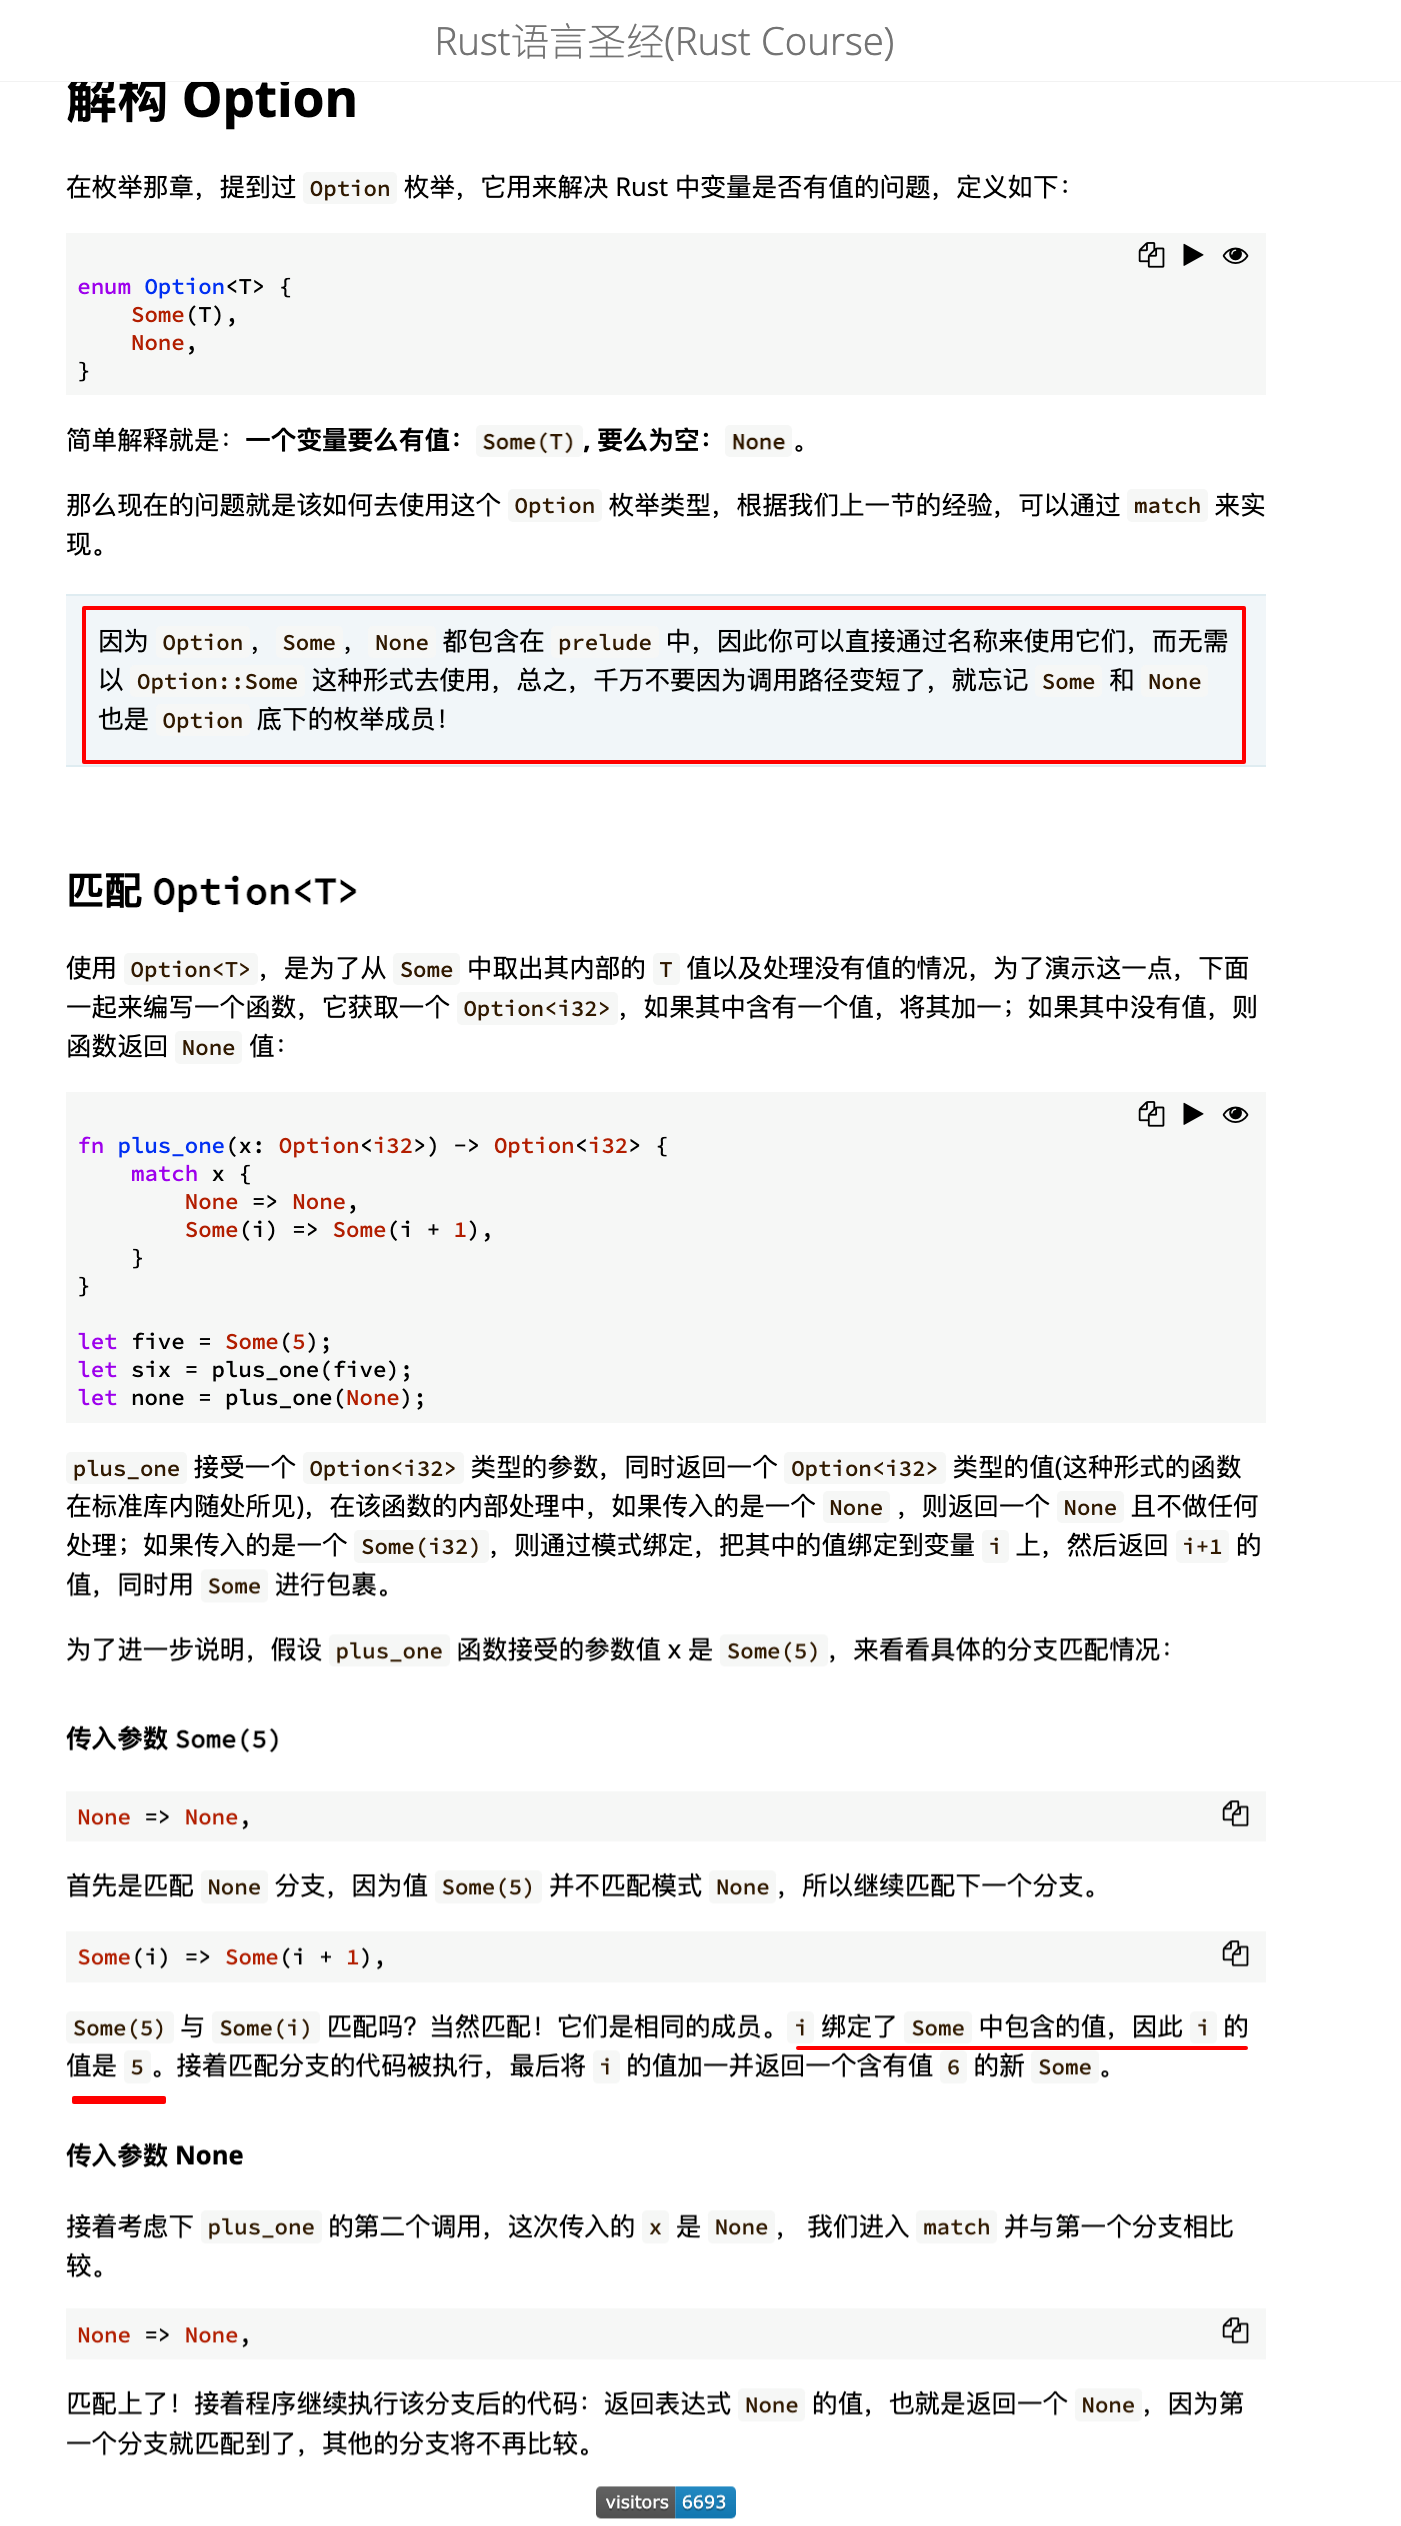 Rust语言圣经(Rust Course)
解构 Option
在枚举那章，提到过 Option 枚举，它用来解决 Rust 中变量是否有值的问题，定义如下：
enum Option<T> {
    Some(T),
    None,
}
简单解释就是：一个变量要么有值：Some(T), 要么为空：None。
那么现在的问题就是该如何去使用这个 Option 枚举类型，根据我们上一节的经验，可以通过 match 来实
现。
因为 Option，Some，None 都包含在 prelude 中，因此你可以直接通过名称来使用它们，而无需
以 Option::Some 这种形式去使用，总之，千万不要因为调用路径变短了，就忘记 Some 和 None
也是 Option 底下的枚举成员！
匹配 Option<T>
使用 Option<T>，是为了从 Some 中取出其内部的 T 值以及处理没有值的情况，为了演示这一点，下面
一起来编写一个函数，它获取一个 Option<i32>，如果其中含有一个值，将其加一；如果其中没有值，则
函数返回 None 值：
fn plus_one(x: Option<i32>) -> Option<i32> {
    match x {
        None => None,
        Some(i) => Some(i + 1),
    }
}
let five = Some(5);
let six = plus_one(five);
let none = plus_one(None);
plus_one 接受一个 Option<i32> 类型的参数，同时返回一个 Option<i32> 类型的值(这种形式的函数
在标准库内随处所见)，在该函数的内部处理中，如果传入的是一个 None ，则返回一个 None 且不做任何
处理；如果传入的是一个 Some(i32)，则通过模式绑定，把其中的值绑定到变量 i 上，然后返回 i+1 的
值，同时用 Some 进行包裹。
为了进一步说明，假设 plus_one 函数接受的参数值 x 是 Some(5)，来看看具体的分支匹配情况：
传入参数 Some(5)
None => None,
首先是匹配 None 分支，因为值 Some(5) 并不匹配模式 None，所以继续匹配下一个分支。
Some(i) => Some(i + 1),
Some(5) 与 Some(i) 匹配吗？当然匹配！它们是相同的成员。i 绑定了 Some 中包含的值，因此 i 的
值是 5。接着匹配分支的代码被执行，最后将 i 的值加一并返回一个含有值 6 的新 Some。
传入参数 None
接着考虑下 plus_one 的第二个调用，这次传入的 x 是 None， 我们进入 match 并与第一个分支相比
较。
None => None,
匹配上了！接着程序继续执行该分支后的代码：返回表达式 None 的值，也就是返回一个 None，因为第
一个分支就匹配到了，其他的分支将不再比较。
visitors 6693